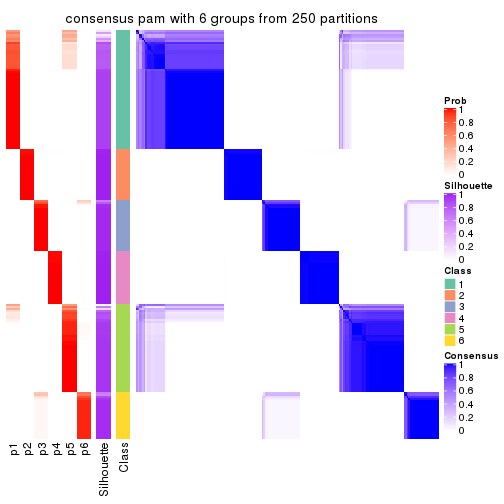 consensus pam with 6 groups from 250 partitions
Prob
1
0.8
0.6
0.4
0.2
0
Silhouette
1
0.8
0.6
0.4
0.2
0
Class
1
2
3
4
5
6
Consensus
1
0.8
0.6
0.4
0.2
0
p1
p2
p3
p4
p5
p6
Silhouette
Class